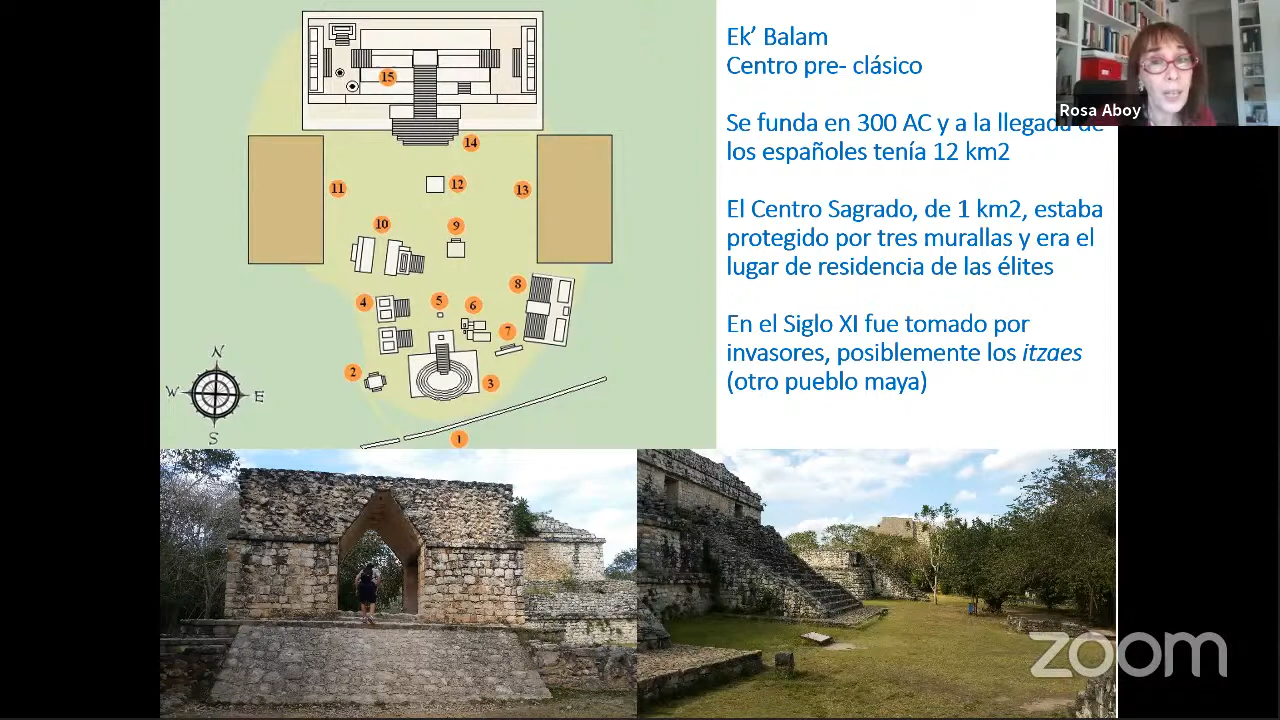 Ek' Balam
Centro pre- clásico
Se funda en 300 AC y a la llegada de
los españoles tenía 12 km2
El Centro Sagrado, de 1 km2, estaba
protegido por tres murallas y era el
lugar de residencia de las élites
En el Siglo XI fue tomado por
invasores, posiblemente los itzaes
(otro pueblo maya)
Rosa Aboy
15
14
11
12
13
10
9
8
4
5
6
7
2
3
1
N
W
E
S
zoom